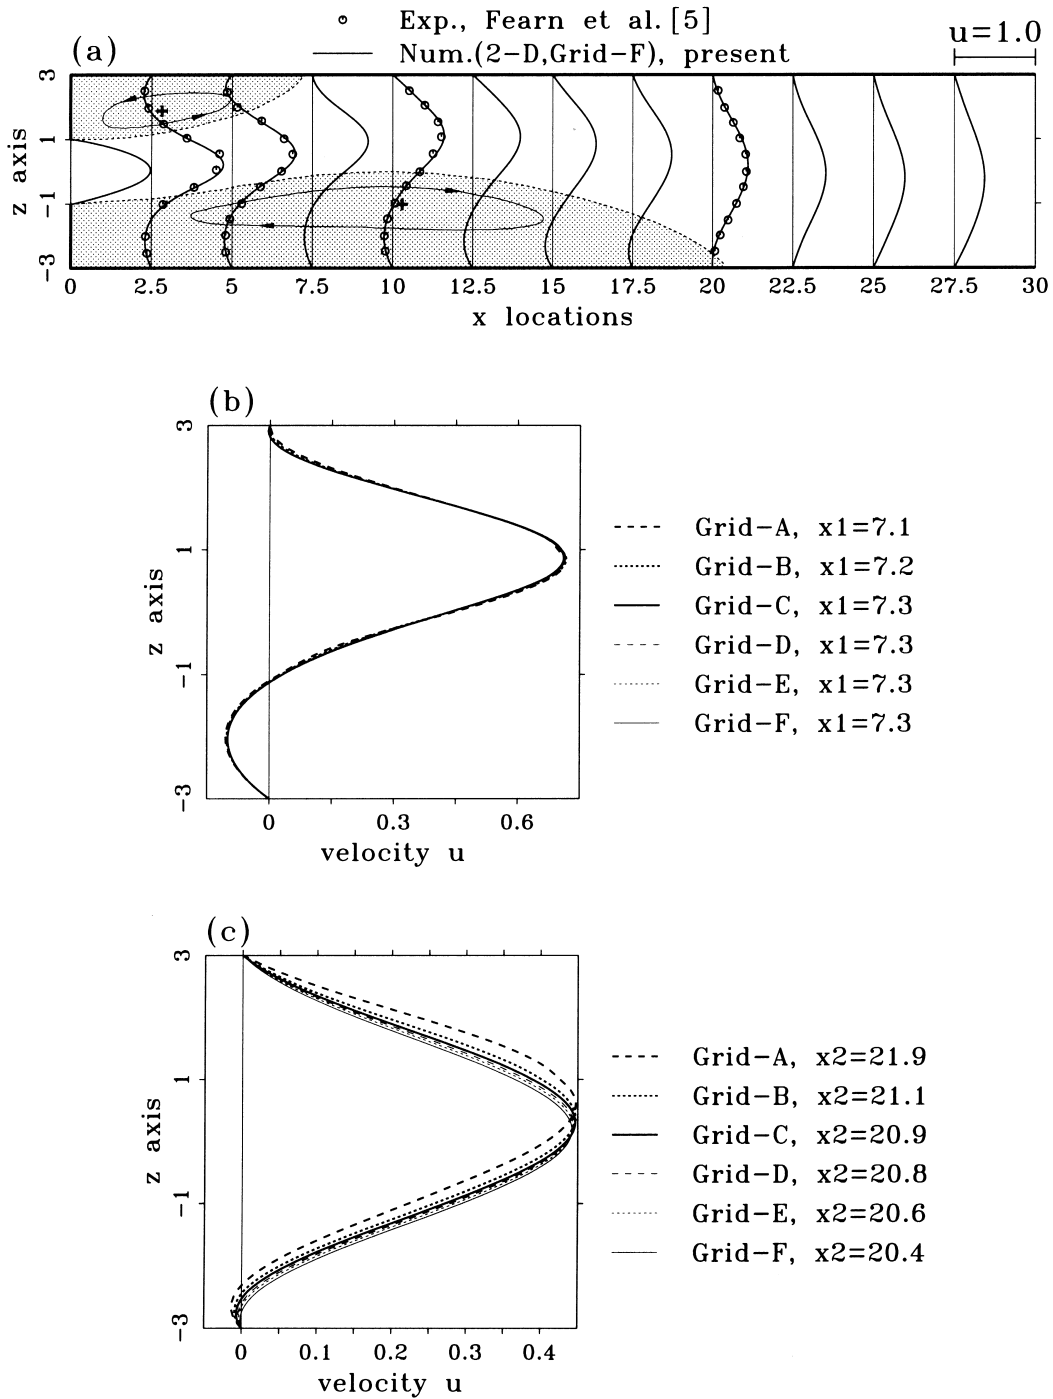 Exp., Fearn et al. [5]
(a)
Num.(2-D,Grid-F), present
u=1.0
3
1
-1
-3
z axis
0 2.5 5 7.5 10 12.5 15 17.5 20 22.5 25 27.5 30
x locations
(b)
3
1
-1
-3
z axis
0 0.3 0.6
velocity u
Grid-A, x1=7.1
Grid-B, x1=7.2
Grid-C, x1=7.3
Grid-D, x1=7.3
Grid-E, x1=7.3
Grid-F, x1=7.3
(c)
3
1
-1
-3
z axis
0 0.1 0.2 0.3 0.4
velocity u
Grid-A, x2=21.9
Grid-B, x2=21.1
Grid-C, x2=20.9
Grid-D, x2=20.8
Grid-E, x2=20.6
Grid-F, x2=20.4